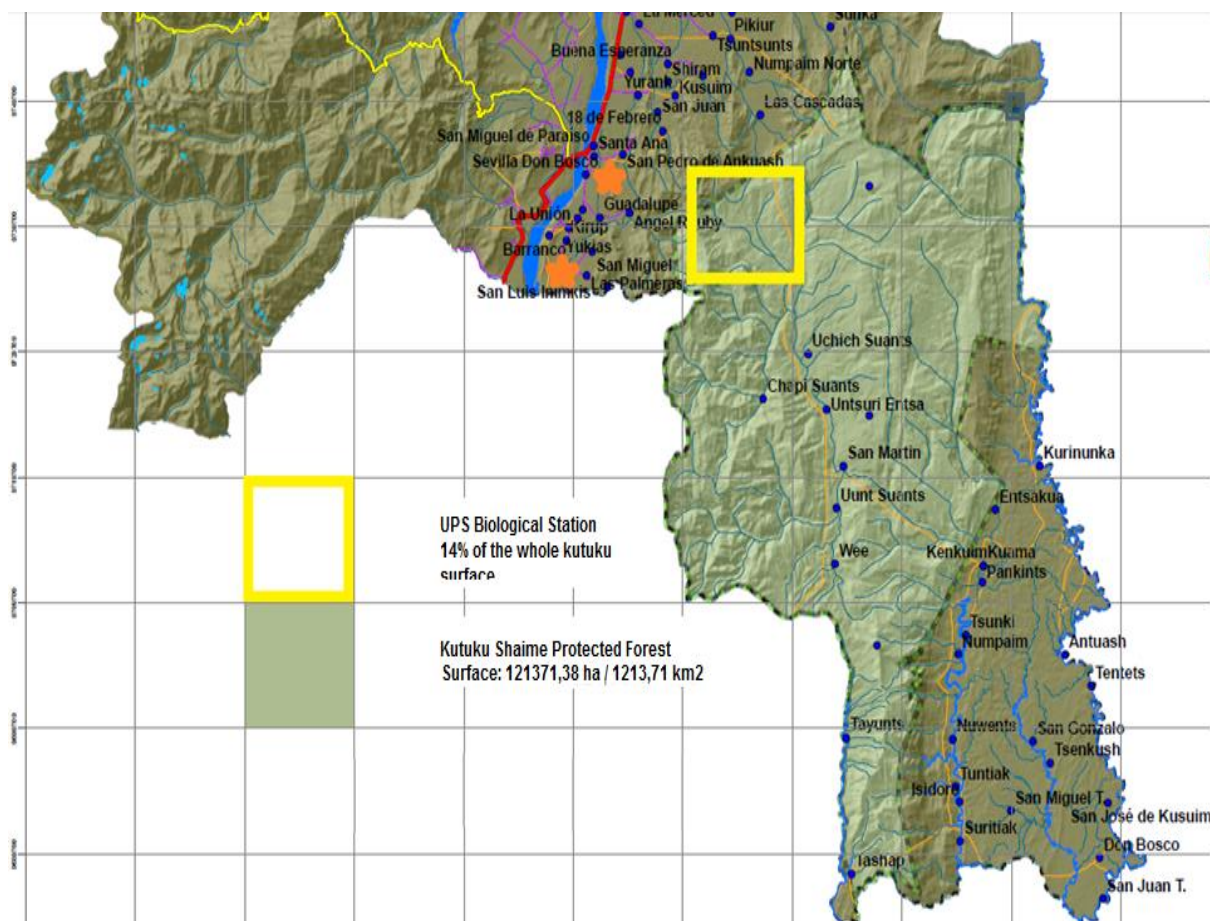 La Merced
Sunka
Pikiur
Tsuntsunts
Buena Esperanza
Shiram
Numpaim Norte
Yurank
Kusuim
San Juan
Las Cascadas
18 de Febrero
San Miguel de Paraiso
Santa Ana
Sevilla Don Bosco
San Pedro de Ankuash
Guadalupe
La Unión
Angel Rouby
Kirup
Barranco
Yukias
San Miguel
Las Palmeras
San Luis Inimkis
Uchich Suants
Chapi Suants
Untsuri Entsa
San Martin
Kurinunka
Uunt Suants
Entsakua
UPS Biological Station
14% of the whole kutuku
surface
Wee
Kenkuim
Kuama
Pankints
Tsunki
Numpaim
Antuash
Kutuku Shaime Protected Forest
Surface: 121371,38 ha / 1213,71 km2
Tentets
Tayunts
Nuwents
San Gonzalo
Tsenkush
Tuntiak
Isidoro
San Miguel T.
San José de Kusuim
Suritiak
Don Bosco
Tashap
San Juan T.